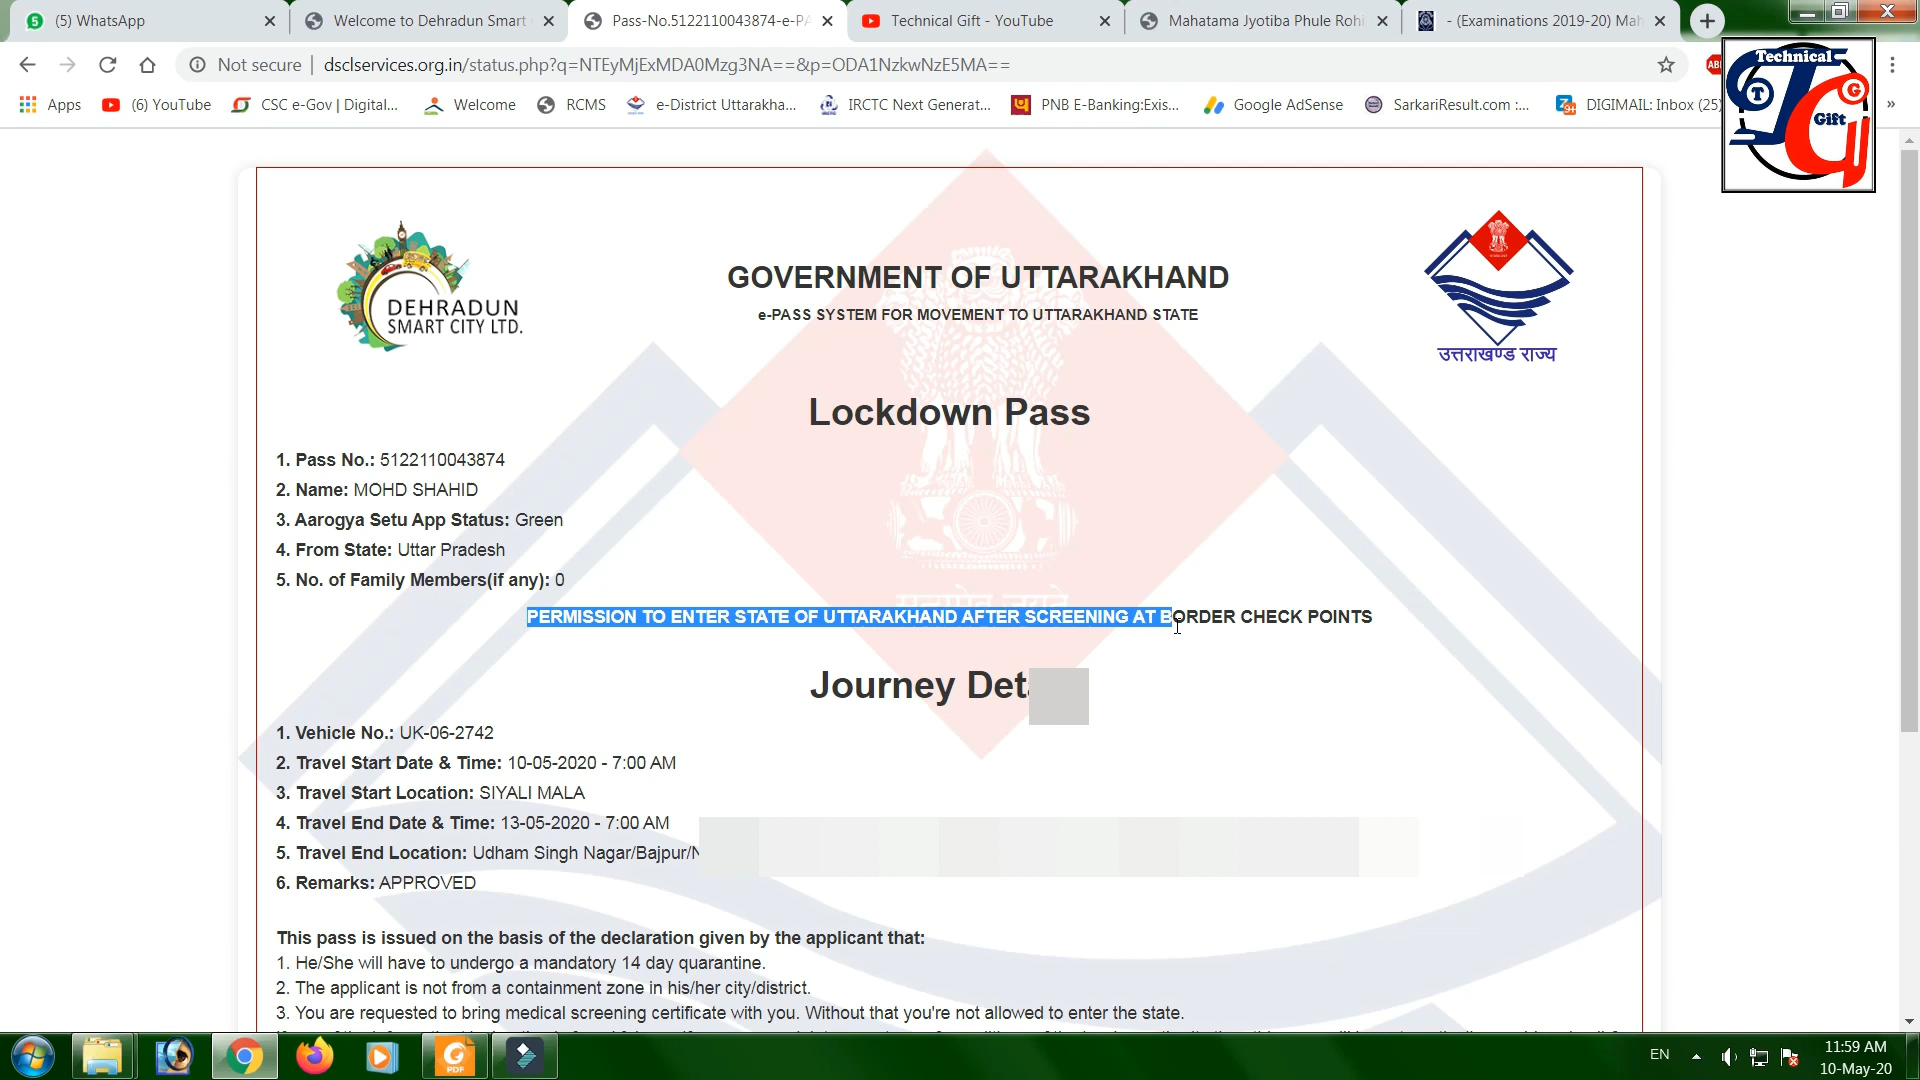 (5) WhatsApp
Welcome to Dehradun Smart
Pass-No.5122110043874-e-PA
Technical Gift - YouTube
Mahatama Jyotiba Phule Rohi
- (Examinations 2019-20) Mah
Not secure | dsclservices.org.in/status.php?q=NTEyMjExMDA0Mzg3NA==&p=ODA1NzkwNzE5MA==
Apps
(6) YouTube
CSC e-Gov | Digital...
Welcome
RCMS
e-District Uttarakha...
IRCTC Next Generat...
PNB E-Banking:Exis...
Google AdSense
SarkariResult.com :...
DIGIMAIL: Inbox (25)
Technical
T
G
Gift
DEHRADUN
SMART CITY LTD.
GOVERNMENT OF UTTARAKHAND
e-PASS SYSTEM FOR MOVEMENT TO UTTARAKHAND STATE
उत्तराखण्ड राज्य
Lockdown Pass
1. Pass No.: 5122110043874
2. Name: MOHD SHAHID
3. Aarogya Setu App Status: Green
4. From State: Uttar Pradesh
5. No. of Family Members(if any): 0
PERMISSION TO ENTER STATE OF UTTARAKHAND AFTER SCREENING AT BORDER CHECK POINTS
Journey Det
1. Vehicle No.: UK-06-2742
2. Travel Start Date & Time: 10-05-2020 - 7:00 AM
3. Travel Start Location: SIYALI MALA
4. Travel End Date & Time: 13-05-2020 - 7:00 AM
5. Travel End Location: Udham Singh Nagar/Bajpur/N
6. Remarks: APPROVED
This pass is issued on the basis of the declaration given by the applicant that:
1. He/She will have to undergo a mandatory 14 day quarantine.
2. The applicant is not from a containment zone in his/her city/district.
3. You are requested to bring medical screening certificate with you. Without that you're not allowed to enter the state.
PDF
EN
11:59 AM
10-May-20